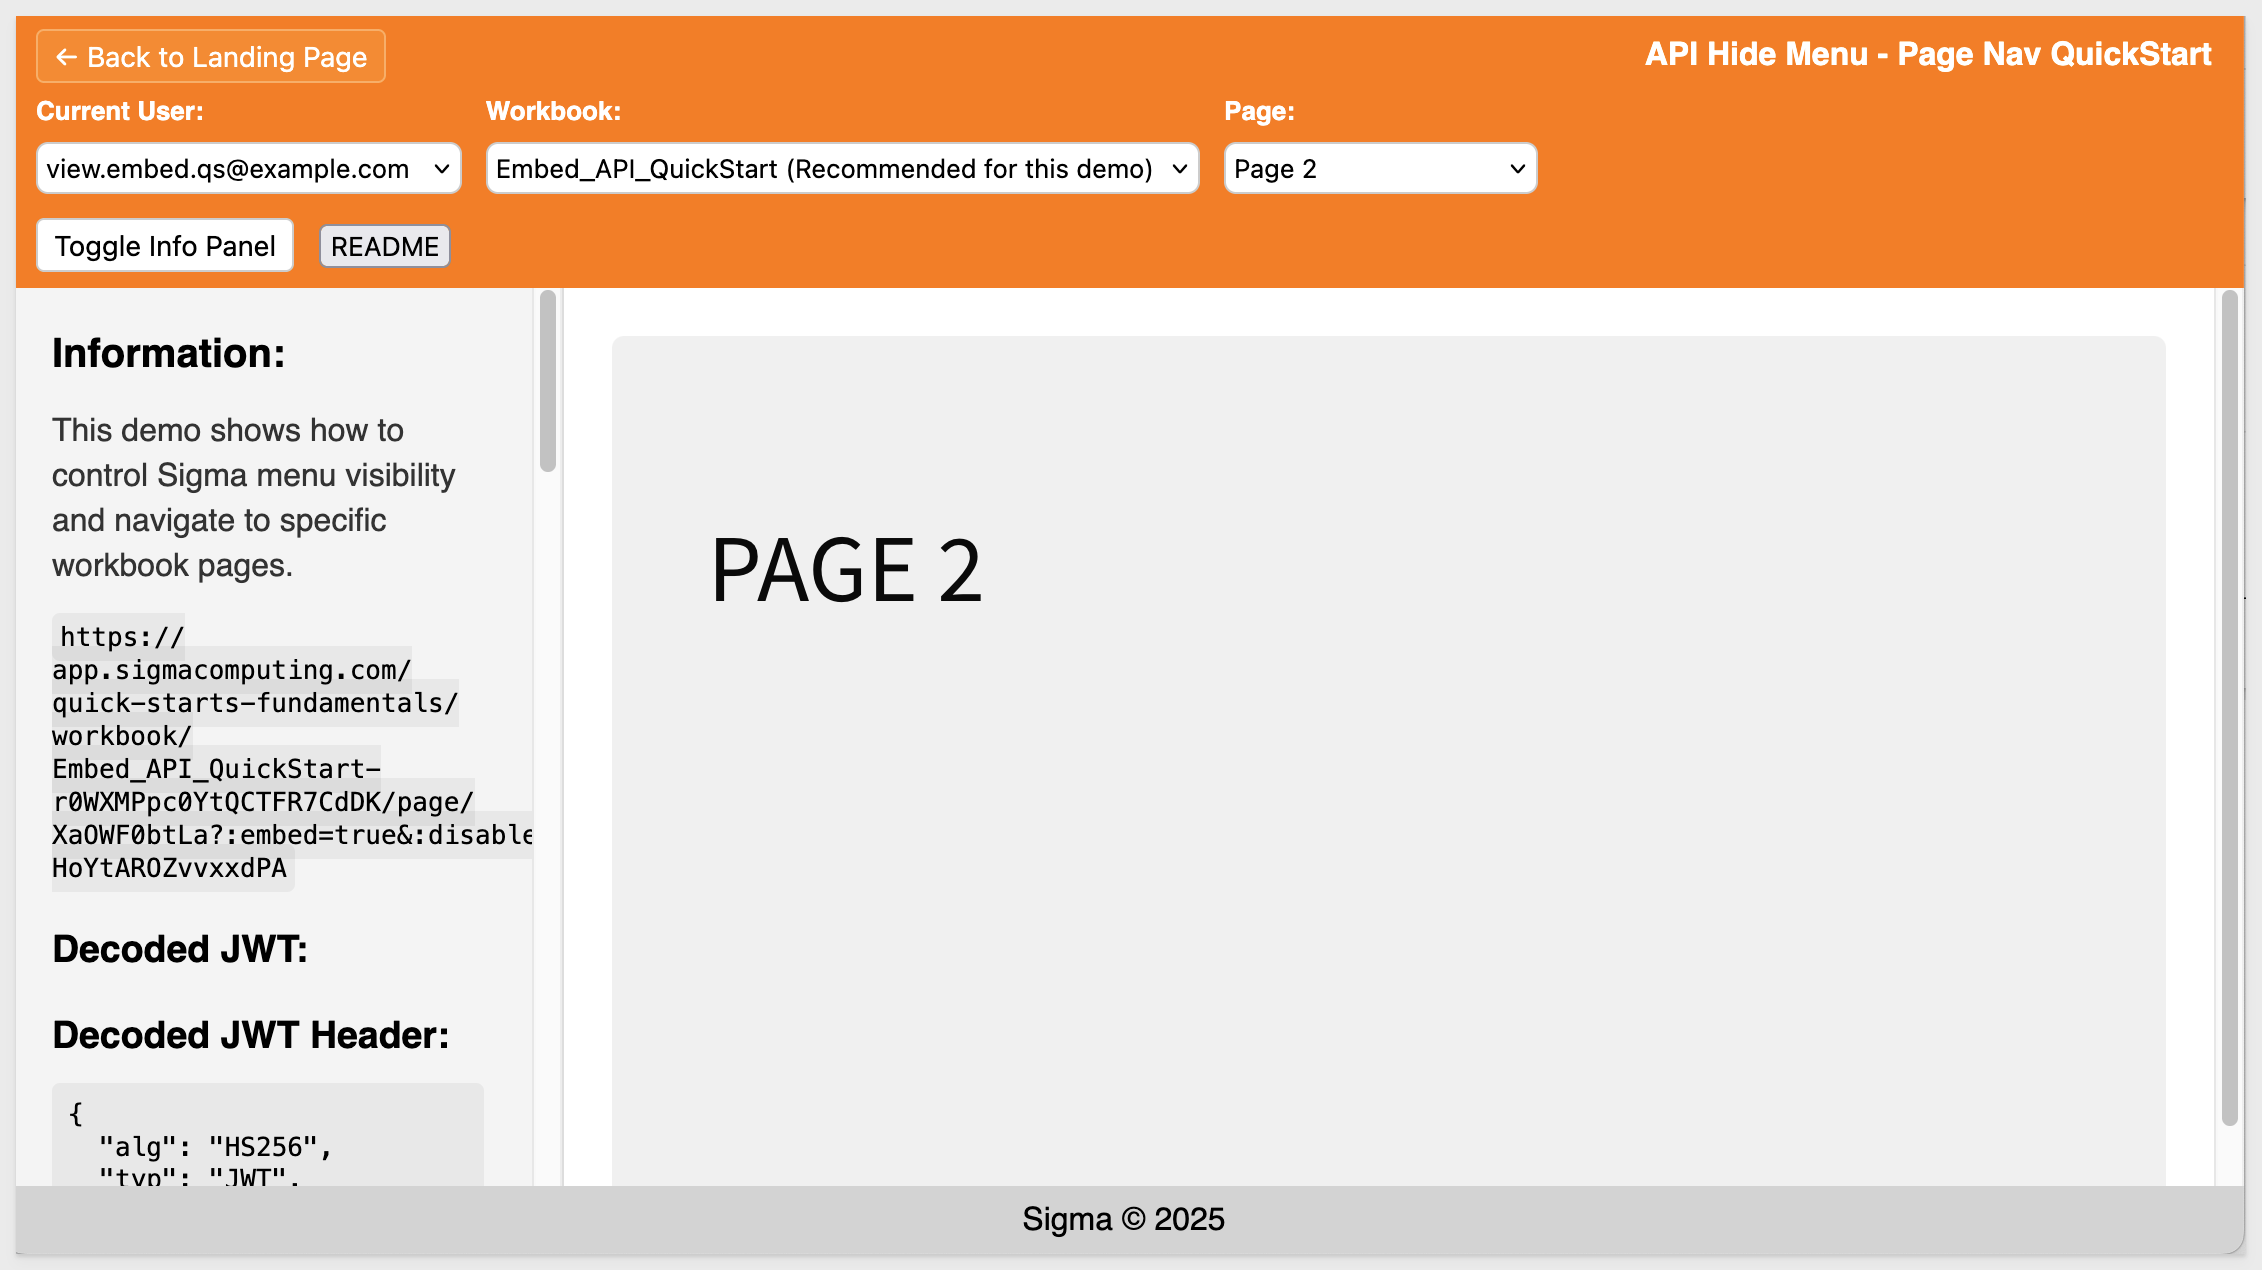 ← Back to Landing Page
API Hide Menu - Page Nav QuickStart
Current User:
Workbook:
Page:
view.embed.qs@example.com
Embed_API_QuickStart (Recommended for this demo)
Page 2
Toggle Info Panel
README
Information:
This demo shows how to
control Sigma menu visibility
and navigate to specific
workbook pages.
https://
app.sigmacomputing.com/
quick-starts-fundamentals/
workbook/
Embed_API_QuickStart-
r0WXMPpc0YtQCTFR7CdDK/page/
XaOWF0btLa?:embed=true&:disable
HoYtAROZvvxxdPA
Decoded JWT:
Decoded JWT Header:
{
"alg": "HS256",
"typ": "JWT",
PAGE 2
Sigma © 2025